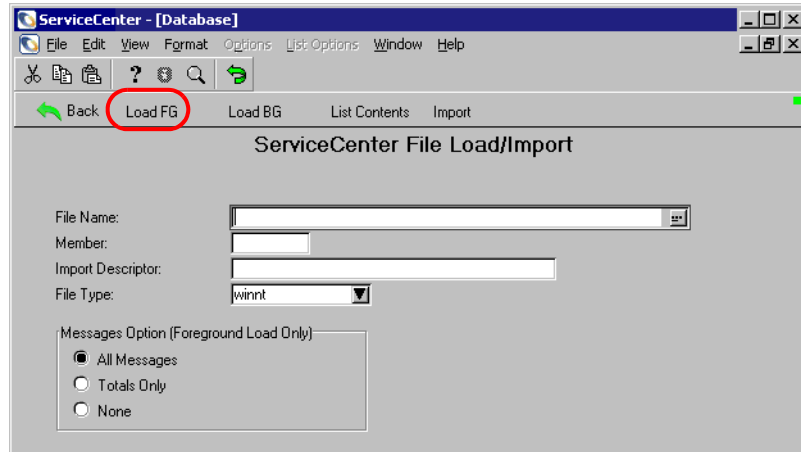 ServiceCenter - [Database]
File Edit View Format Options List Options Window Help
Back Load FG Load BG List Contents Import
ServiceCenter File Load/Import
File Name:
Member:
Import Descriptor:
File Type: winnt
Messages Option (Foreground Load Only)
All Messages
Totals Only
None